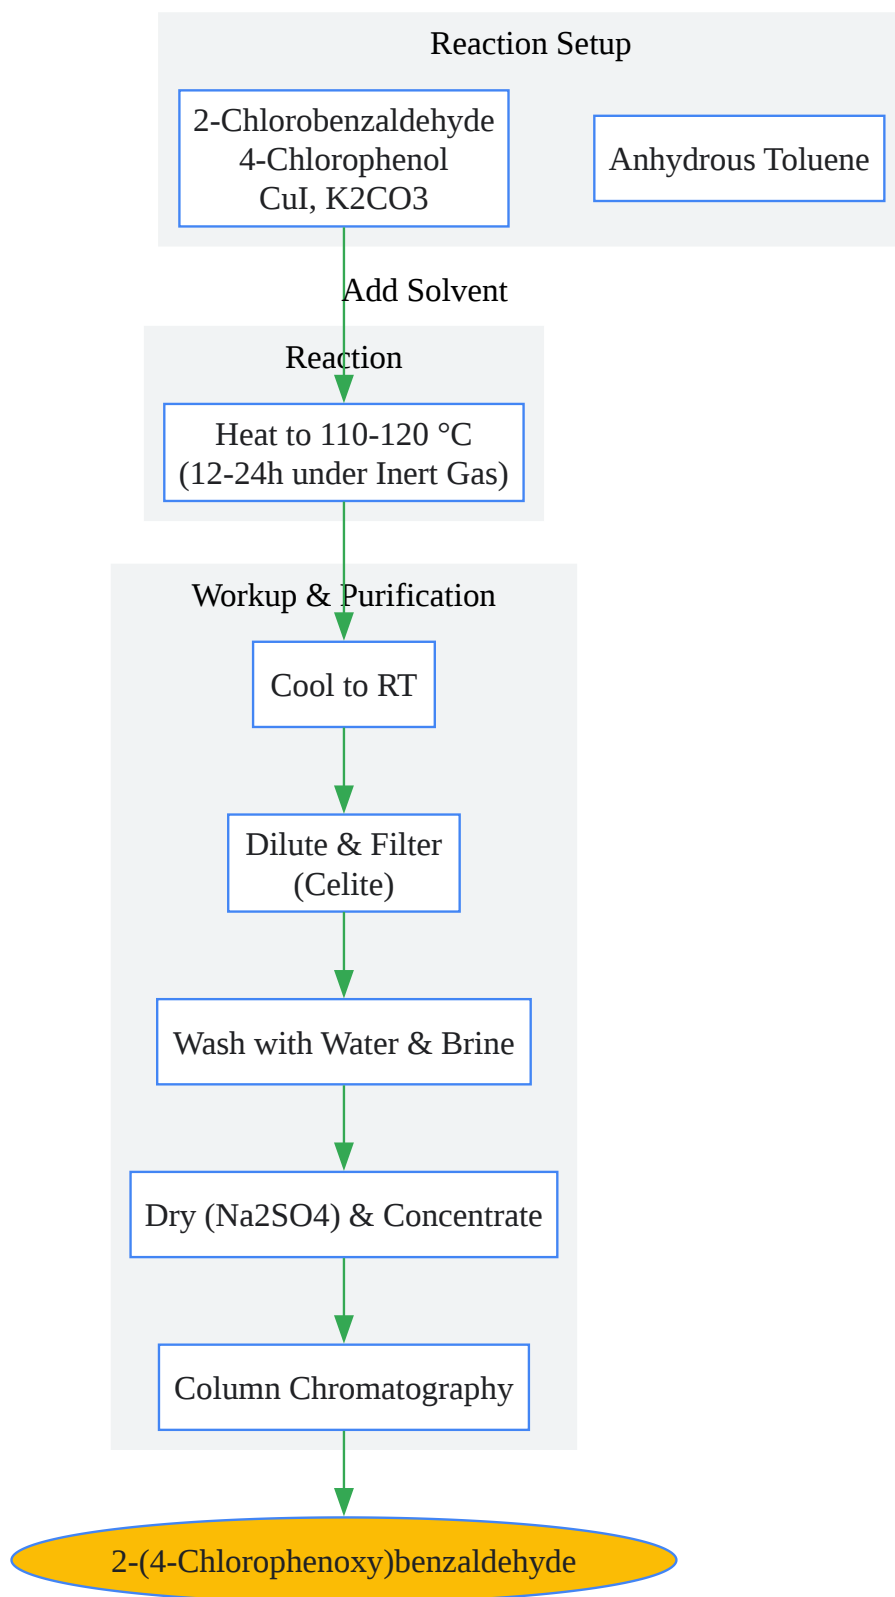 Reaction Setup
2-Chlorobenzaldehyde
4-Chlorophenol
CuI, K2CO3
Anhydrous Toluene
Add Solvent
Reaction
Heat to 110-120 °C
(12-24h under Inert Gas)
Workup & Purification
Cool to RT
Dilute & Filter
(Celite)
Wash with Water & Brine
Dry (Na2SO4) & Concentrate
Column Chromatography
2-(4-Chlorophenoxy)benzaldehyde